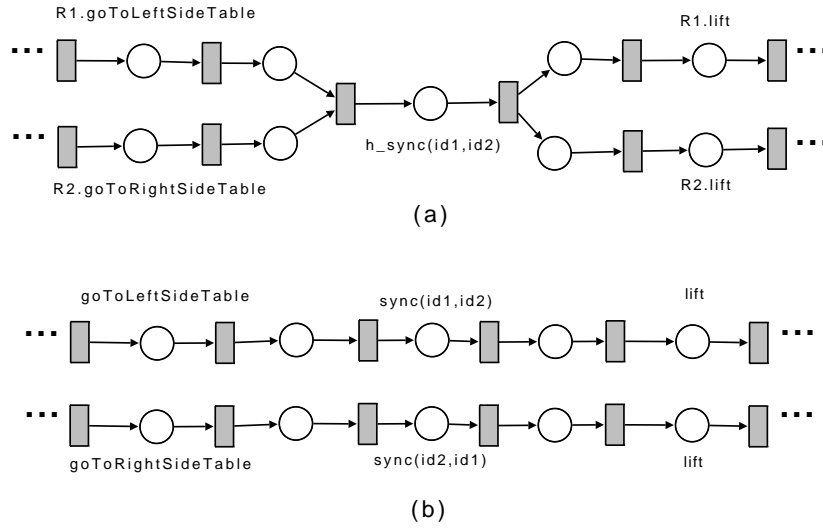 R1.goToLeftSideTable
R1.lift
...
...
...
...
h_sync(id1,id2)
R2.goToRightSideTable
R2.lift
(a)
goToLeftSideTable
sync(id1,id2)
lift
...
...
...
...
goToRightSideTable
sync(id2,id1)
lift
(b)